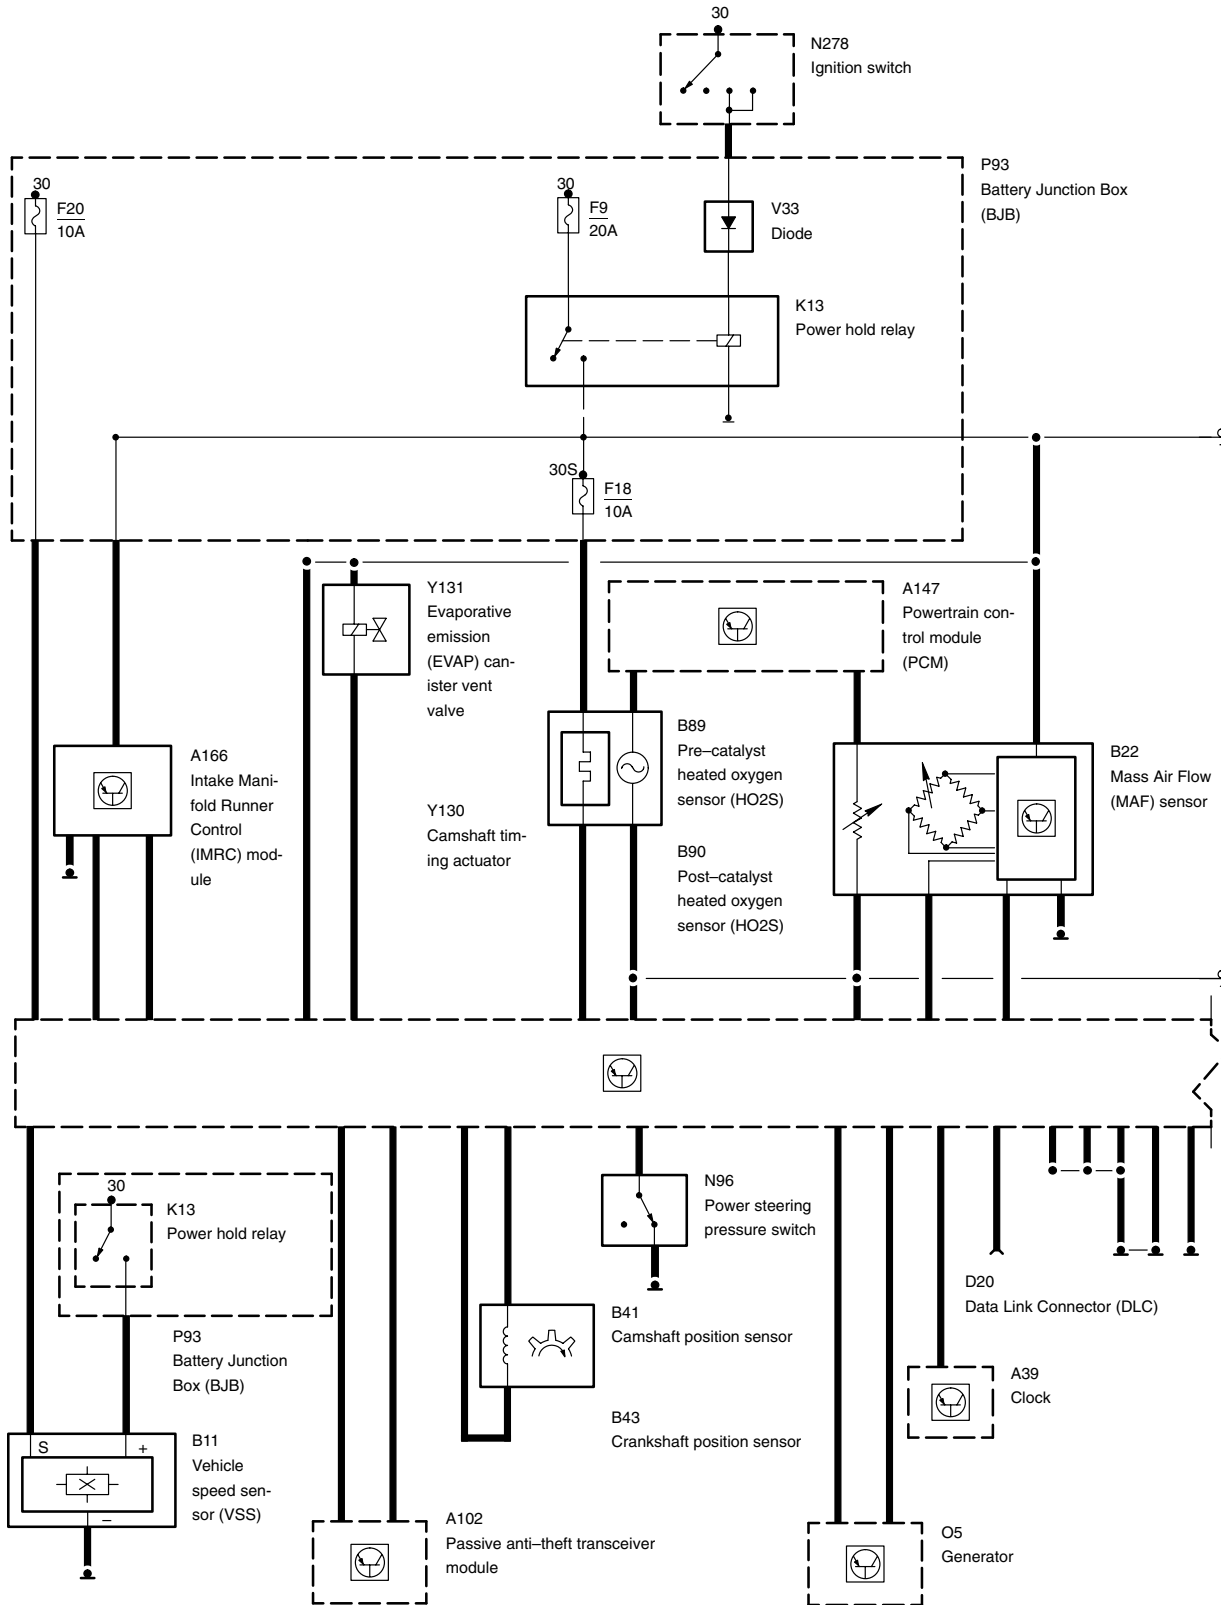 30
N278
Ignition switch
P93
Battery Junction Box
(BJB)
30
F20
10A
30
F9
20A
V33
Diode
K13
Power hold relay
30S
F18
10A
Y131
Evaporative
emission
(EVAP) can-
ister vent
valve
A147
Powertrain con-
trol module
(PCM)
B89
Pre–catalyst
heated oxygen
sensor (HO2S)
B22
Mass Air Flow
(MAF) sensor
A166
Intake Mani-
fold Runner
Control
(IMRC) mod-
ule
Y130
Camshaft tim-
ing actuator
B90
Post–catalyst
heated oxygen
sensor (HO2S)
30
K13
Power hold relay
N96
Power steering
pressure switch
D20
Data Link Connector (DLC)
B41
Camshaft position sensor
P93
Battery Junction
Box (BJB)
A39
Clock
B43
Crankshaft position sensor
S
+
–
B11
Vehicle
speed sen-
sor (VSS)
A102
Passive anti–theft transceiver
module
O5
Generator